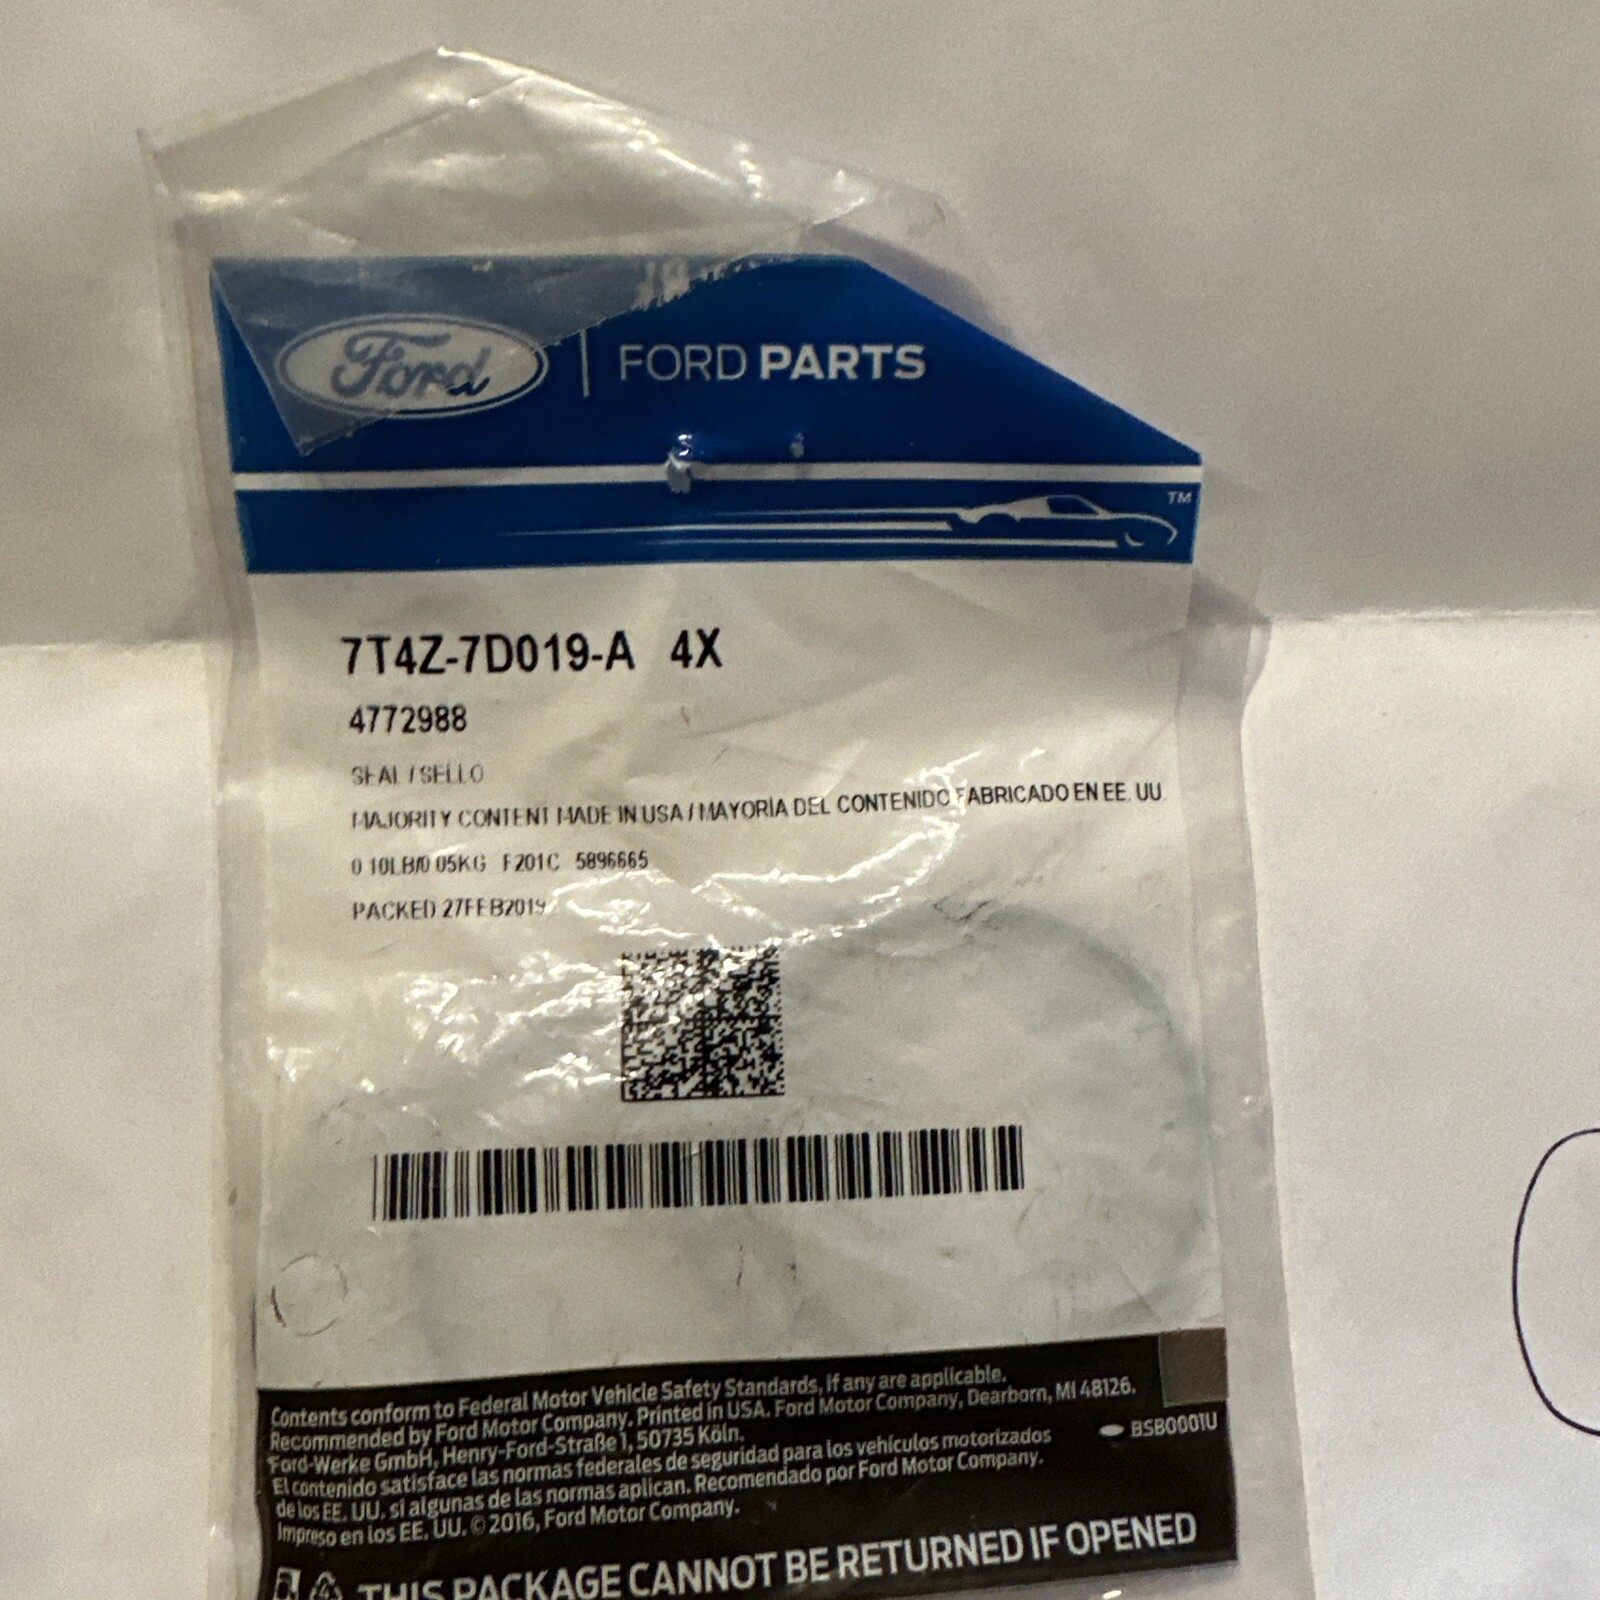 Ford
FORD PARTS
TM
7T4Z-7D019-A 4X
4772988
SEAL / SELLO
MAJORITY CONTENT MADE IN USA / MAYORÍA DEL CONTENIDO FABRICADO EN EE. UU
0 10LB/0 05KG F201C 5896665
PACKED 27FEB2019
Contents conform to Federal Motor Vehicle Safety Standards, if any are applicable.
Recommended by Ford Motor Company. Printed in USA. Ford Motor Company, Dearborn, MI 48126.
Ford-Werke GmbH, Henry-Ford-Straße 1, 50735 Köln.
BSB0001U
El contenido satisface las normas federales de seguridad para los vehículos motorizados
de los EE. UU. si algunas de las normas aplican. Recomendado por Ford Motor Company.
Impreso en los EE. UU. © 2016, Ford Motor Company.
THIS PACKAGE CANNOT BE RETURNED IF OPENED